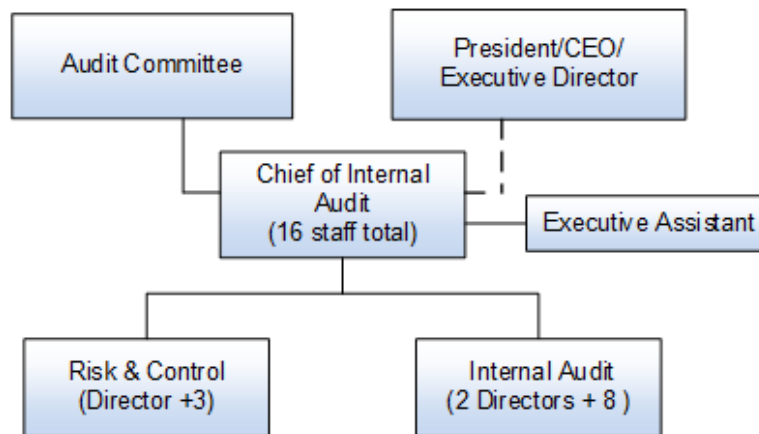 Audit Committee
President/CEO/
Executive Director
Chief of Internal
Audit
(16 staff total)
Executive Assistant
Risk & Control
(Director +3)
Internal Audit
(2 Directors + 8 )